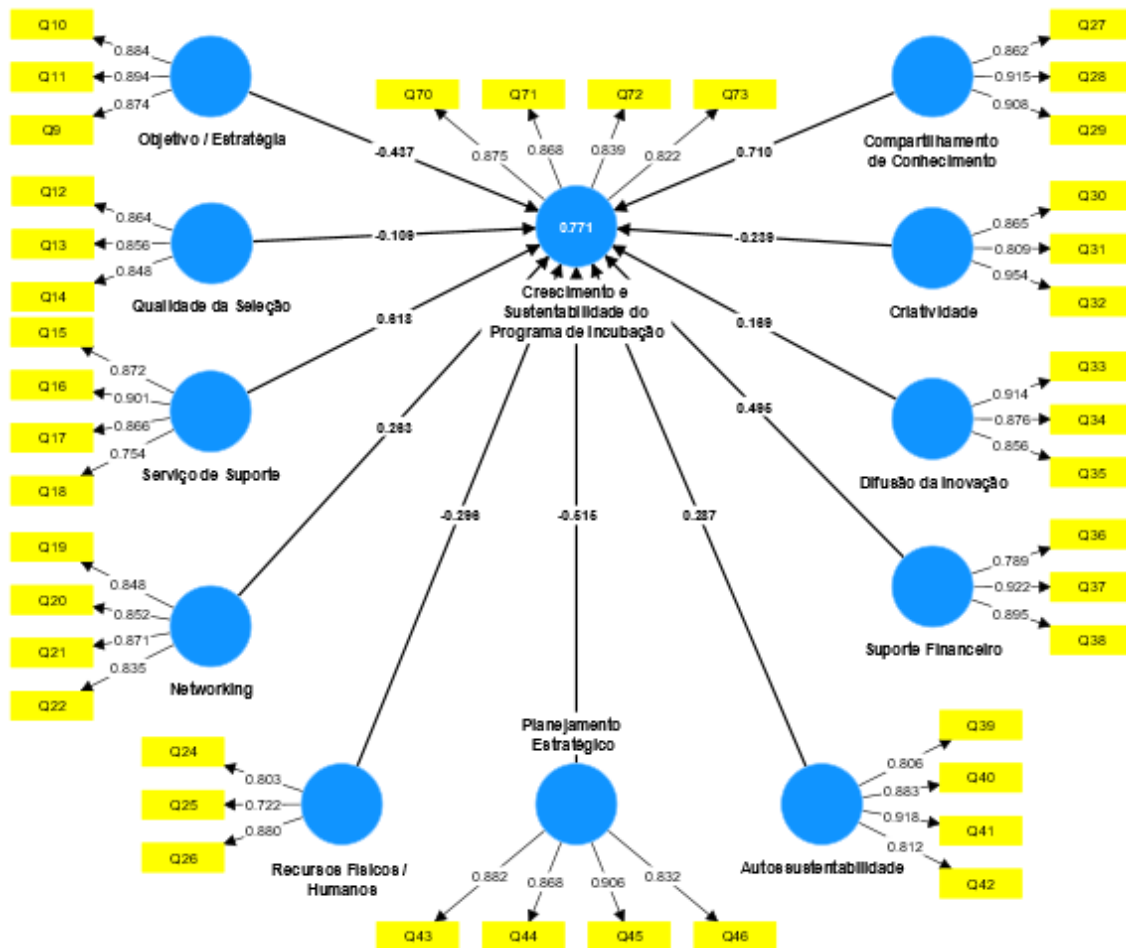 Q10
0.884
Q11
0.894
0.874
Q9
Objetivo / Estratégia
-0.437
Q70
Q71
Q72
Q73
0.875
0.868
0.839
0.822
Q27
0.862
Q28
0.915
0.908
Q29
Compartilhamento
de Conhecimento
0.710
Q12
0.864
Q13
0.856
0.848
Q14
Qualidade da Seleção
-0.109
0.771
Crescimento e
Sustentabilidade do
Programa de Incubação
Q30
0.865
Q31
0.809
0.954
Q32
Criatividade
-0.239
Q15
0.872
Q16
0.901
Q17
0.866
0.754
Q18
Serviço de Suporte
0.618
Q33
0.914
Q34
0.876
0.856
Q35
Difusão da Inovação
0.169
Q19
0.848
Q20
0.852
Q21
0.871
0.835
Q22
Networking
0.263
Q36
0.789
Q37
0.922
0.895
Q38
Suporte Financeiro
0.495
-0.296
-0.515
0.287
Q24
0.803
Q25
0.722
0.880
Q26
Recursos Físicos /
Humanos
Planejamento
Estratégico
0.882
0.868
0.906
0.832
Q43
Q44
Q45
Q46
Q39
0.806
Q40
0.883
0.918
Q41
0.812
Q42
Autossustentabilidade